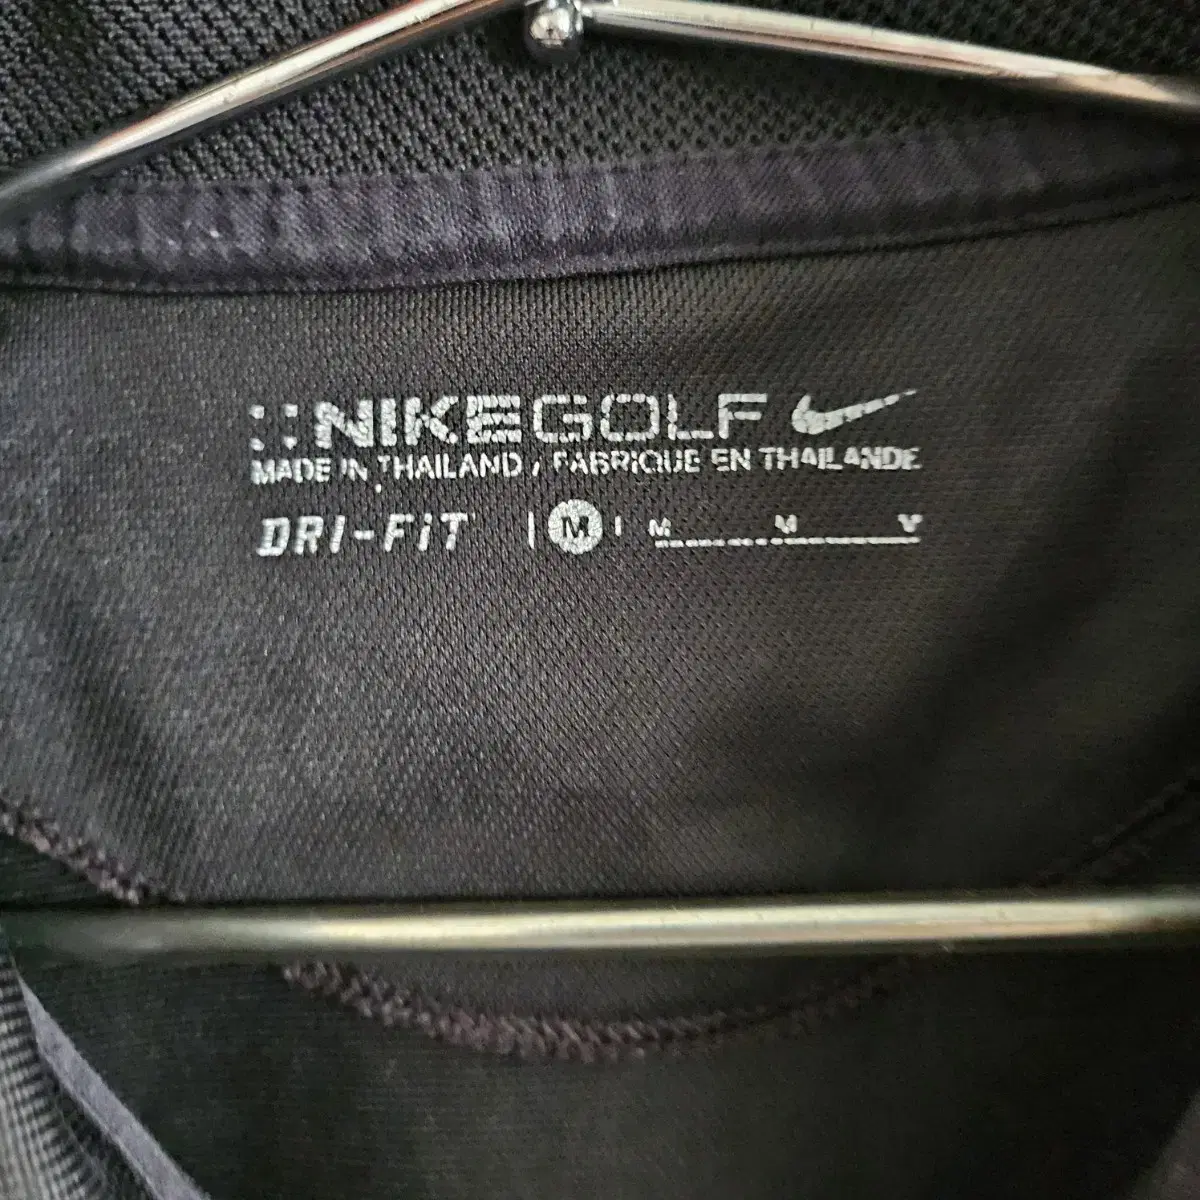 NIKEGOLF
MADE IN THAILAND / FABRIQUE EN THAILANDE
DRI-FIT | M | M M M